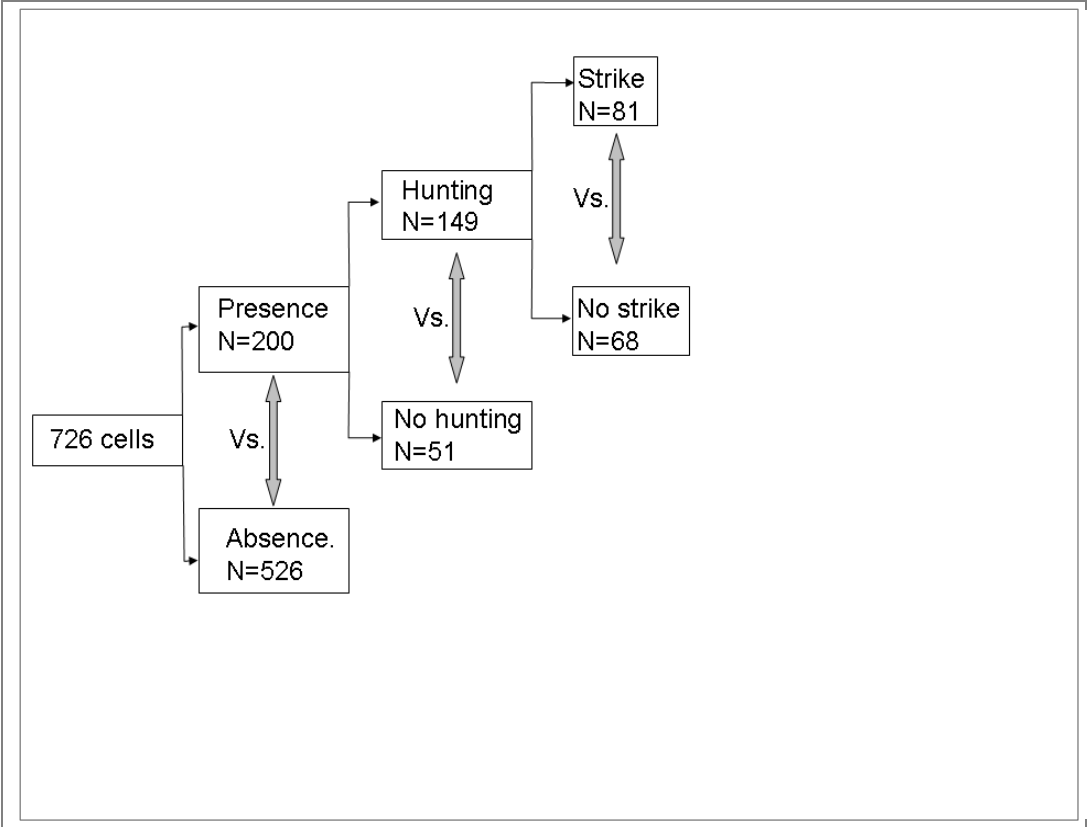 Strike
N=81
Vs.
Hunting
N=149
No strike
N=68
Vs.
Presence
N=200
No hunting
N=51
726 cells
Vs.
Absence.
N=526